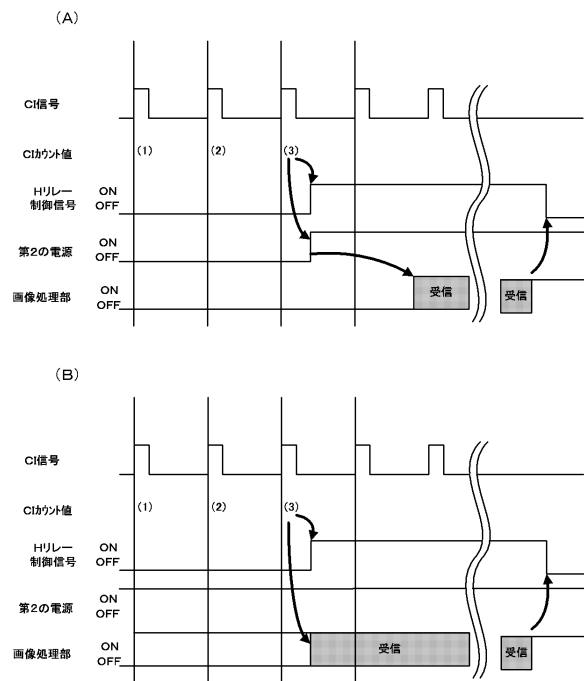 (A)
CI信号
CIカウント値 (1) (2) (3)
Hリレー ON
制御信号 OFF
第2の電源 ON
OFF
画像処理部 ON 受信 受信
OFF
(B)
CI信号
CIカウント値 (1) (2) (3)
Hリレー ON
制御信号 OFF
第2の電源 ON
OFF
画像処理部 ON 受信 受信
OFF